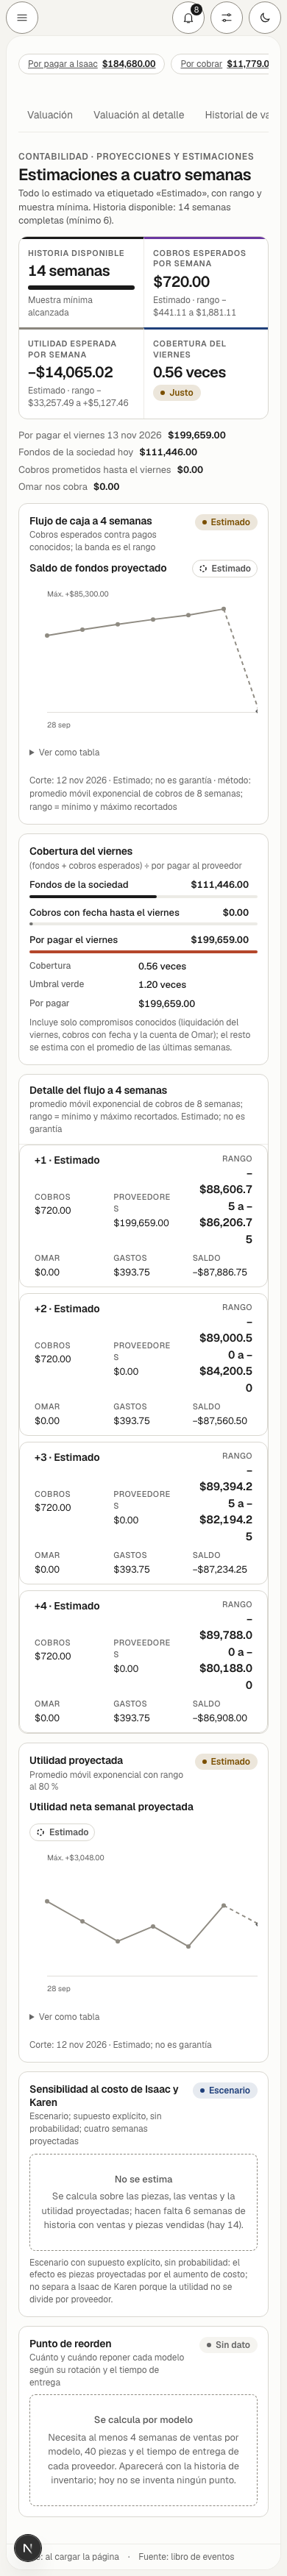 8
Por pagar a Isaac $184,680.00
Por cobrar $11,779.0
Valuación Valuación al detalle Historial de va
CONTABILIDAD · PROYECCIONES Y ESTIMACIONES
Estimaciones a cuatro semanas
Todo lo estimado va etiquetado «Estimado», con rango y
muestra mínima. Historia disponible: 14 semanas
completas (mínimo 6).
HISTORIA DISPONIBLE
14 semanas
Muestra mínima
alcanzada
COBROS ESPERADOS
POR SEMANA
$720.00
Estimado · rango –
$441.11 a $1,881.11
UTILIDAD ESPERADA
POR SEMANA
–$14,065.02
Estimado · rango –
$33,257.49 a +$5,127.46
COBERTURA DEL
VIERNES
0.56 veces
Justo
Por pagar el viernes 13 nov 2026 $199,659.00
Fondos de la sociedad hoy $111,446.00
Cobros prometidos hasta el viernes $0.00
Omar nos cobra $0.00
Flujo de caja a 4 semanas
Estimado
Cobros esperados contra pagos
conocidos; la banda es el rango
Saldo de fondos proyectado
Estimado
Máx. +$85,300.00
28 sep
Ver como tabla
Corte: 12 nov 2026 · Estimado; no es garantía · método:
promedio móvil exponencial de cobros de 8 semanas;
rango = mínimo y máximo recortados
Cobertura del viernes
(fondos + cobros esperados) ÷ por pagar al proveedor
Fondos de la sociedad $111,446.00
Cobros con fecha hasta el viernes $0.00
Por pagar el viernes $199,659.00
Cobertura 0.56 veces
Umbral verde 1.20 veces
Por pagar $199,659.00
Incluye solo compromisos conocidos (liquidación del
viernes, cobros con fecha y la cuenta de Omar); el resto
se estima con el promedio de las últimas semanas.
Detalle del flujo a 4 semanas
promedio móvil exponencial de cobros de 8 semanas;
rango = mínimo y máximo recortados. Estimado; no es
garantía
+1 · Estimado
RANGO
–
$88,606.7
5 a –
$86,206.7
5
COBROS
$720.00
PROVEEDORE
S
$199,659.00
OMAR
$0.00
GASTOS
$393.75
SALDO
–$87,886.75
+2 · Estimado
RANGO
–
$89,000.5
0 a –
$84,200.5
0
COBROS
$720.00
PROVEEDORE
S
$0.00
OMAR
$0.00
GASTOS
$393.75
SALDO
–$87,560.50
+3 · Estimado
RANGO
–
$89,394.2
5 a –
$82,194.2
5
COBROS
$720.00
PROVEEDORE
S
$0.00
OMAR
$0.00
GASTOS
$393.75
SALDO
–$87,234.25
+4 · Estimado
RANGO
–
$89,788.0
0 a –
$80,188.0
0
COBROS
$720.00
PROVEEDORE
S
$0.00
OMAR
$0.00
GASTOS
$393.75
SALDO
–$86,908.00
Utilidad proyectada
Estimado
Promedio móvil exponencial con rango
al 80 %
Utilidad neta semanal proyectada
Estimado
Máx. +$3,048.00
28 sep
Ver como tabla
Corte: 12 nov 2026 · Estimado; no es garantía
Sensibilidad al costo de Isaac y
Karen
Escenario
Escenario; supuesto explícito, sin
probabilidad; cuatro semanas
proyectadas
No se estima
Se calcula sobre las piezas, las ventas y la
utilidad proyectadas; hacen falta 6 semanas de
historia con ventas y piezas vendidas (hay 14).
Escenario con supuesto explícito, sin probabilidad: el
efecto es piezas proyectadas por el aumento de costo;
no separa a Isaac de Karen porque la utilidad no se
divide por proveedor.
Punto de reorden
Sin dato
Cuánto y cuándo reponer cada modelo
según su rotación y el tiempo de
entrega
Se calcula por modelo
Necesita al menos 4 semanas de ventas por
modelo, 40 piezas y el tiempo de entrega de
cada proveedor. Aparecerá con la historia de
inventario; hoy no se inventa ningún punto.
N
al cargar la página · Fuente: libro de eventos